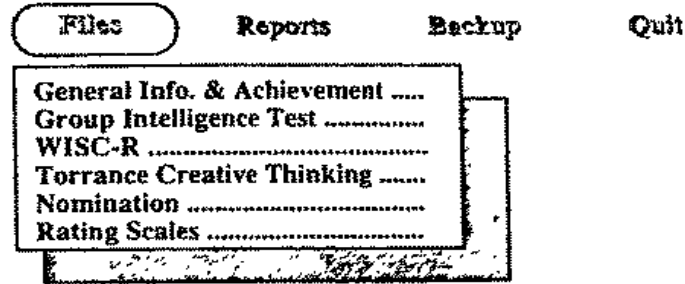 Files Reports Backup Quit
General Info. & Achievement .....
Group Intelligence Test ...............
WISC-R ..........................................
Torrance Creative Thinking .......
Nomination ...................................
Rating Scales ................................